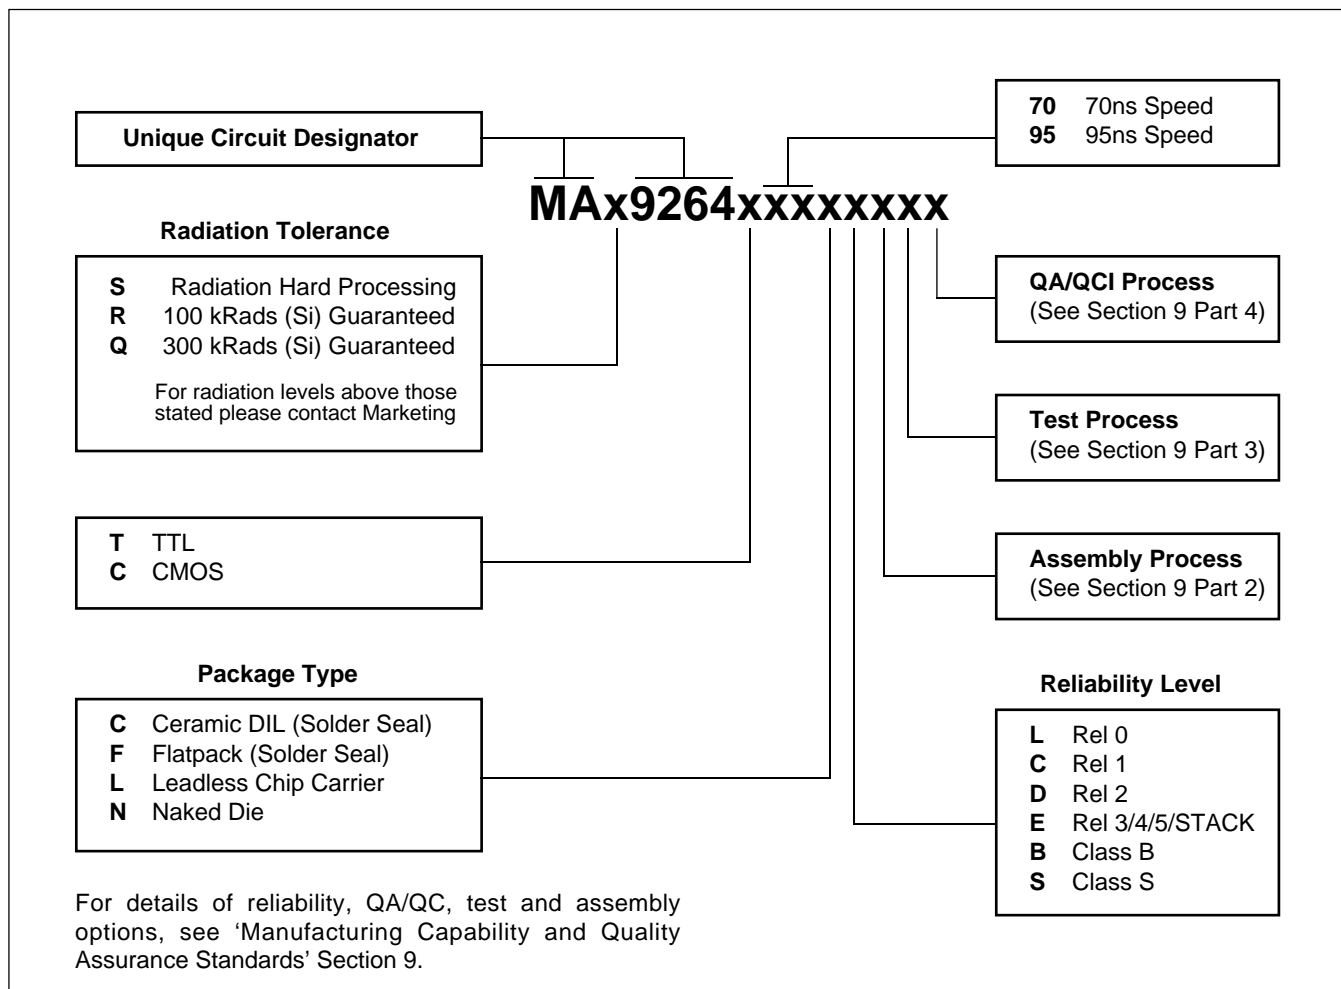 Unique Circuit Designator
70 70ns Speed
95 95ns Speed
MAx9264xxxxxxxx
Radiation Tolerance
S Radiation Hard Processing
R 100 kRads (Si) Guaranteed
Q 300 kRads (Si) Guaranteed
For radiation levels above those
stated please contact Marketing
QA/QCI Process
(See Section 9 Part 4)
Test Process
(See Section 9 Part 3)
T TTL
C CMOS
Assembly Process
(See Section 9 Part 2)
Package Type
C Ceramic DIL (Solder Seal)
F Flatpack (Solder Seal)
L Leadless Chip Carrier
N Naked Die
Reliability Level
L Rel 0
C Rel 1
D Rel 2
E Rel 3/4/5/STACK
B Class B
S Class S
For details of reliability, QA/QC, test and assembly
options, see ‘Manufacturing Capability and Quality
Assurance Standards’ Section 9.